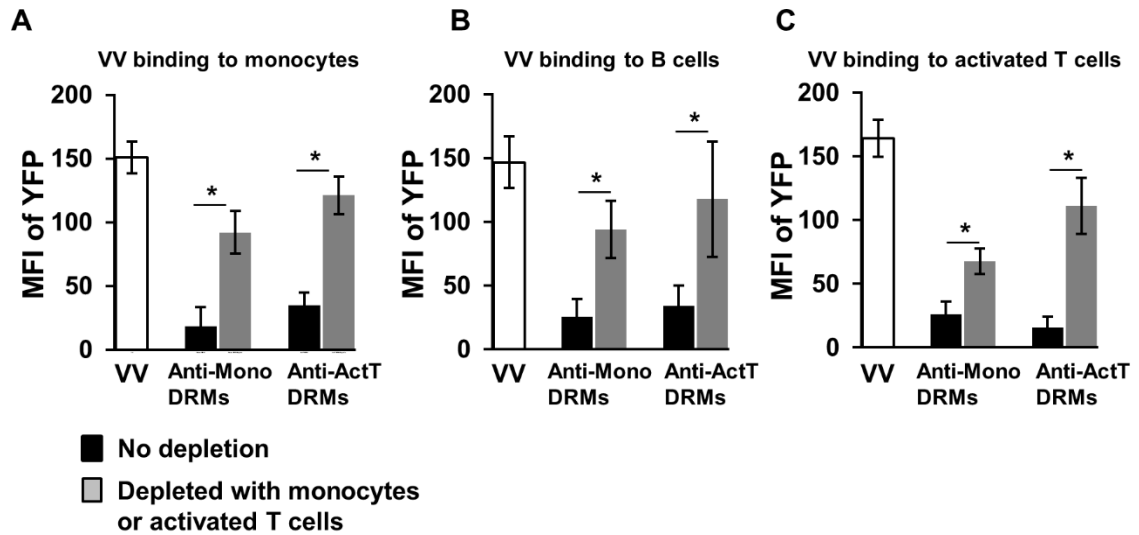 A
VV binding to monocytes
MFI of YFP
200
150
100
50
0
*
*
VV
Anti-Mono
DRMs
Anti-ActT
DRMs
B
VV binding to B cells
MFI of YFP
200
150
100
50
0
*
*
VV
Anti-Mono
DRMs
Anti-ActT
DRMs
C
VV binding to activated T cells
MFI of YFP
200
150
100
50
0
*
*
VV
Anti-Mono
DRMs
Anti-ActT
DRMs
No depletion
Depleted with monocytes
or activated T cells